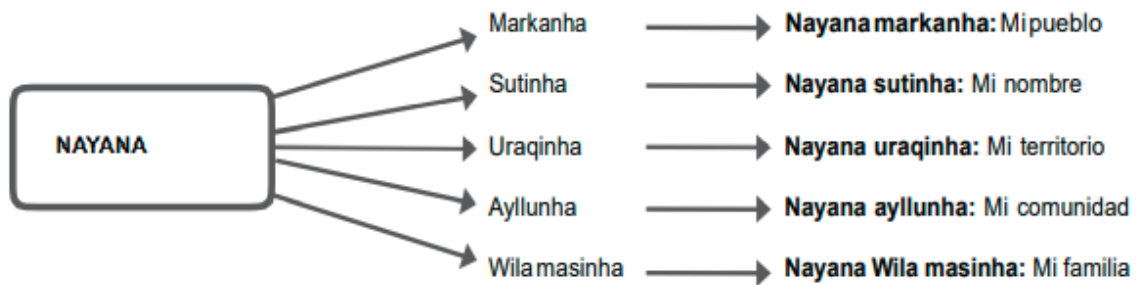 NAYANA
Markanha Nayana markanha: Mi pueblo
Sutinha Nayana sutinha: Mi nombre
Uraqinha Nayana uraqinha: Mi territorio
Ayllunha Nayana ayllunha: Mi comunidad
Wila masinha Nayana Wila masinha: Mi familia